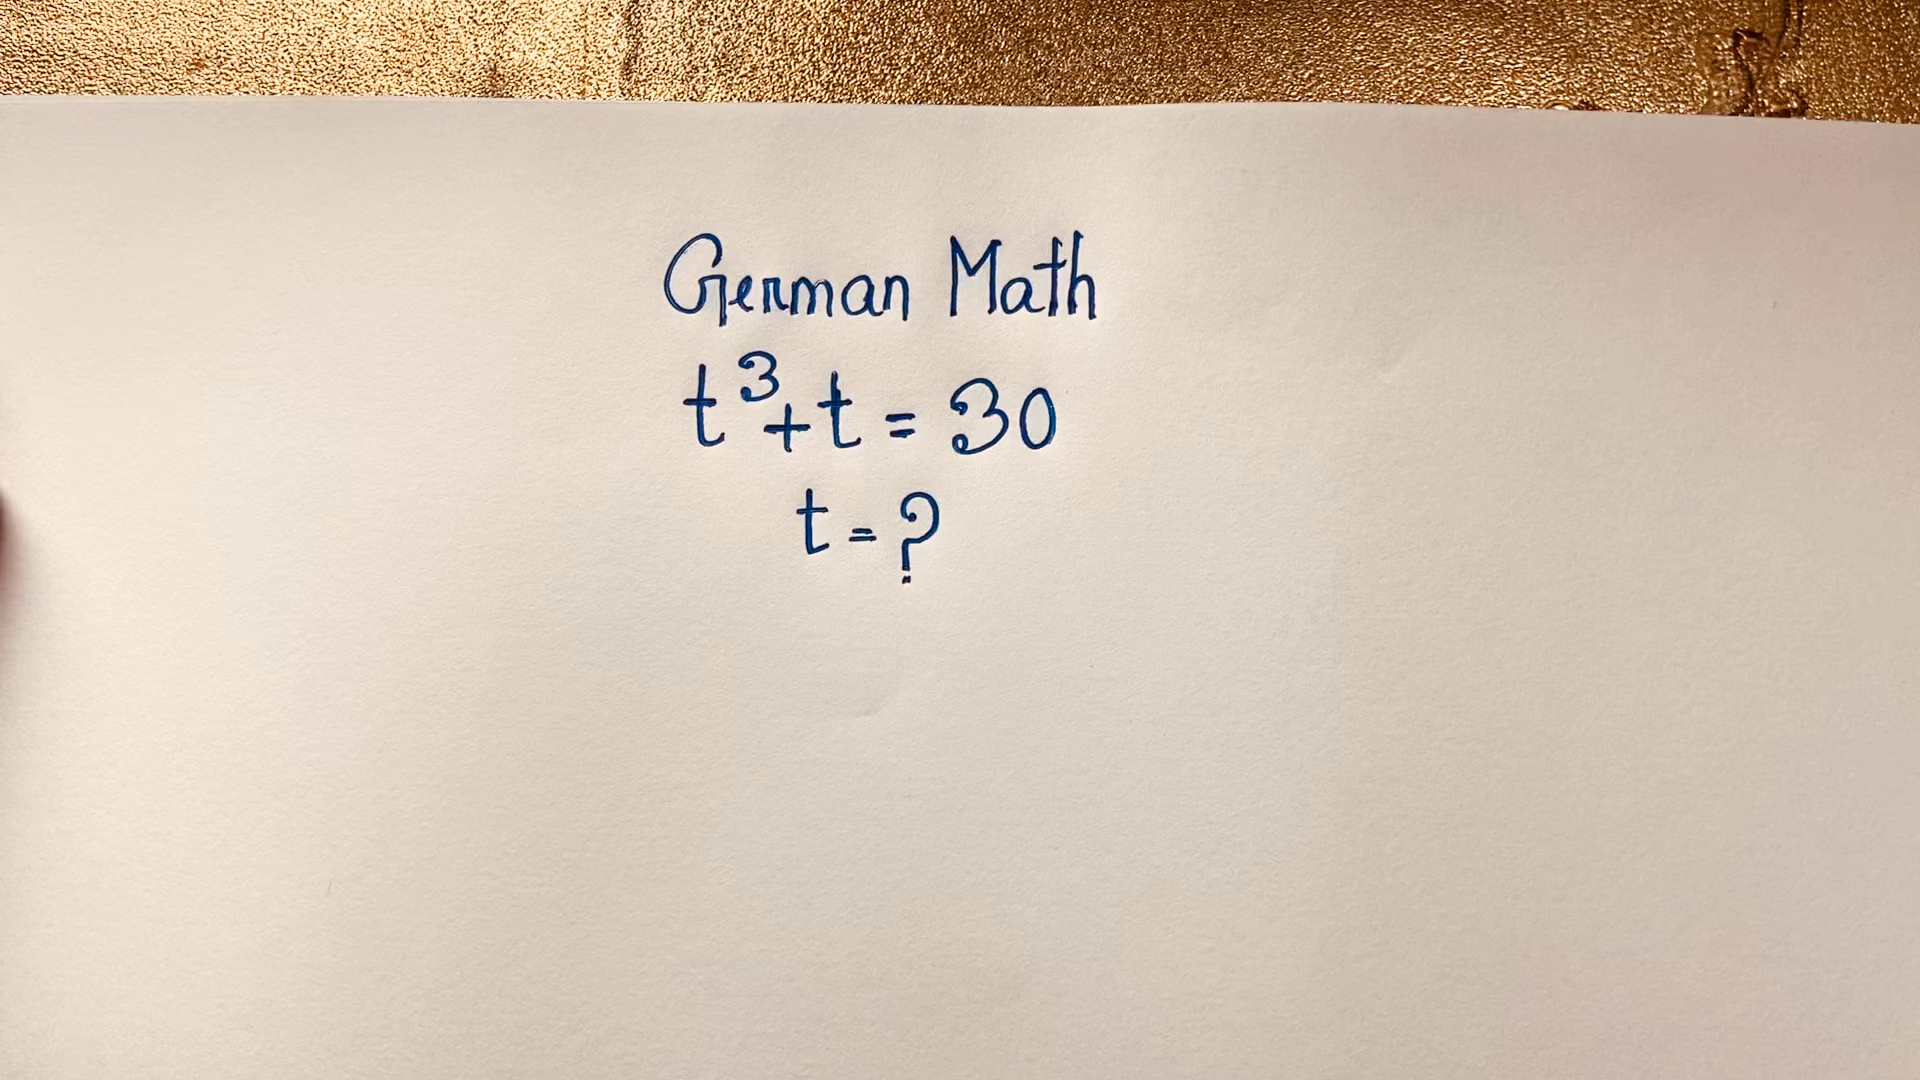 German Math
t³+t = 30
t = ?